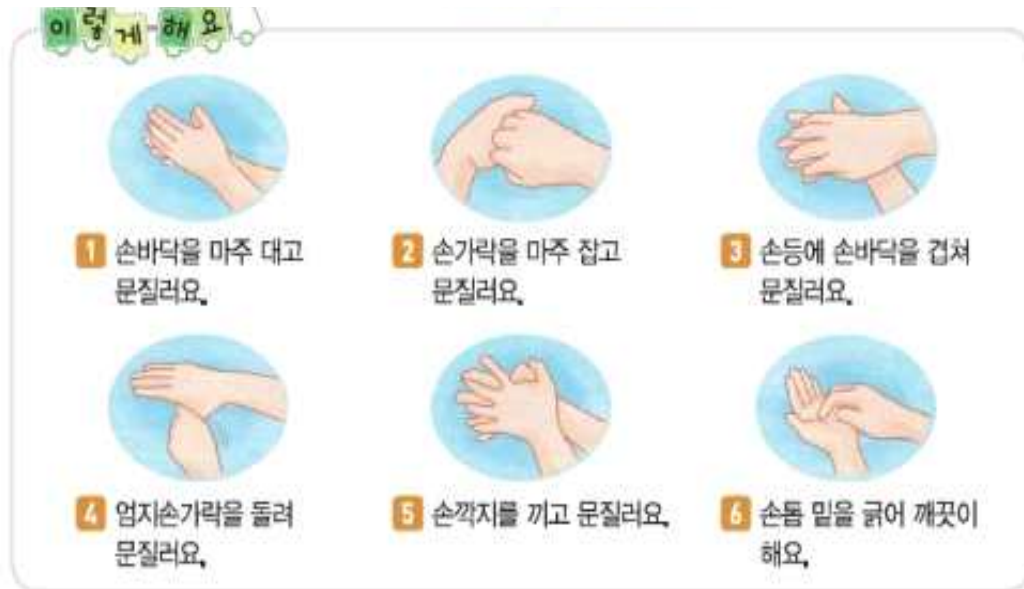 이렇게 해요
1 손바닥을 마주 대고
문질러요.
2 손가락을 마주 잡고
문질러요.
3 손등에 손바닥을 겹쳐
문질러요.
4 엄지손가락을 돌려
문질러요.
5 손깍지를 끼고 문질러요.
6 손톱 밑을 긁어 깨끗이
해요.